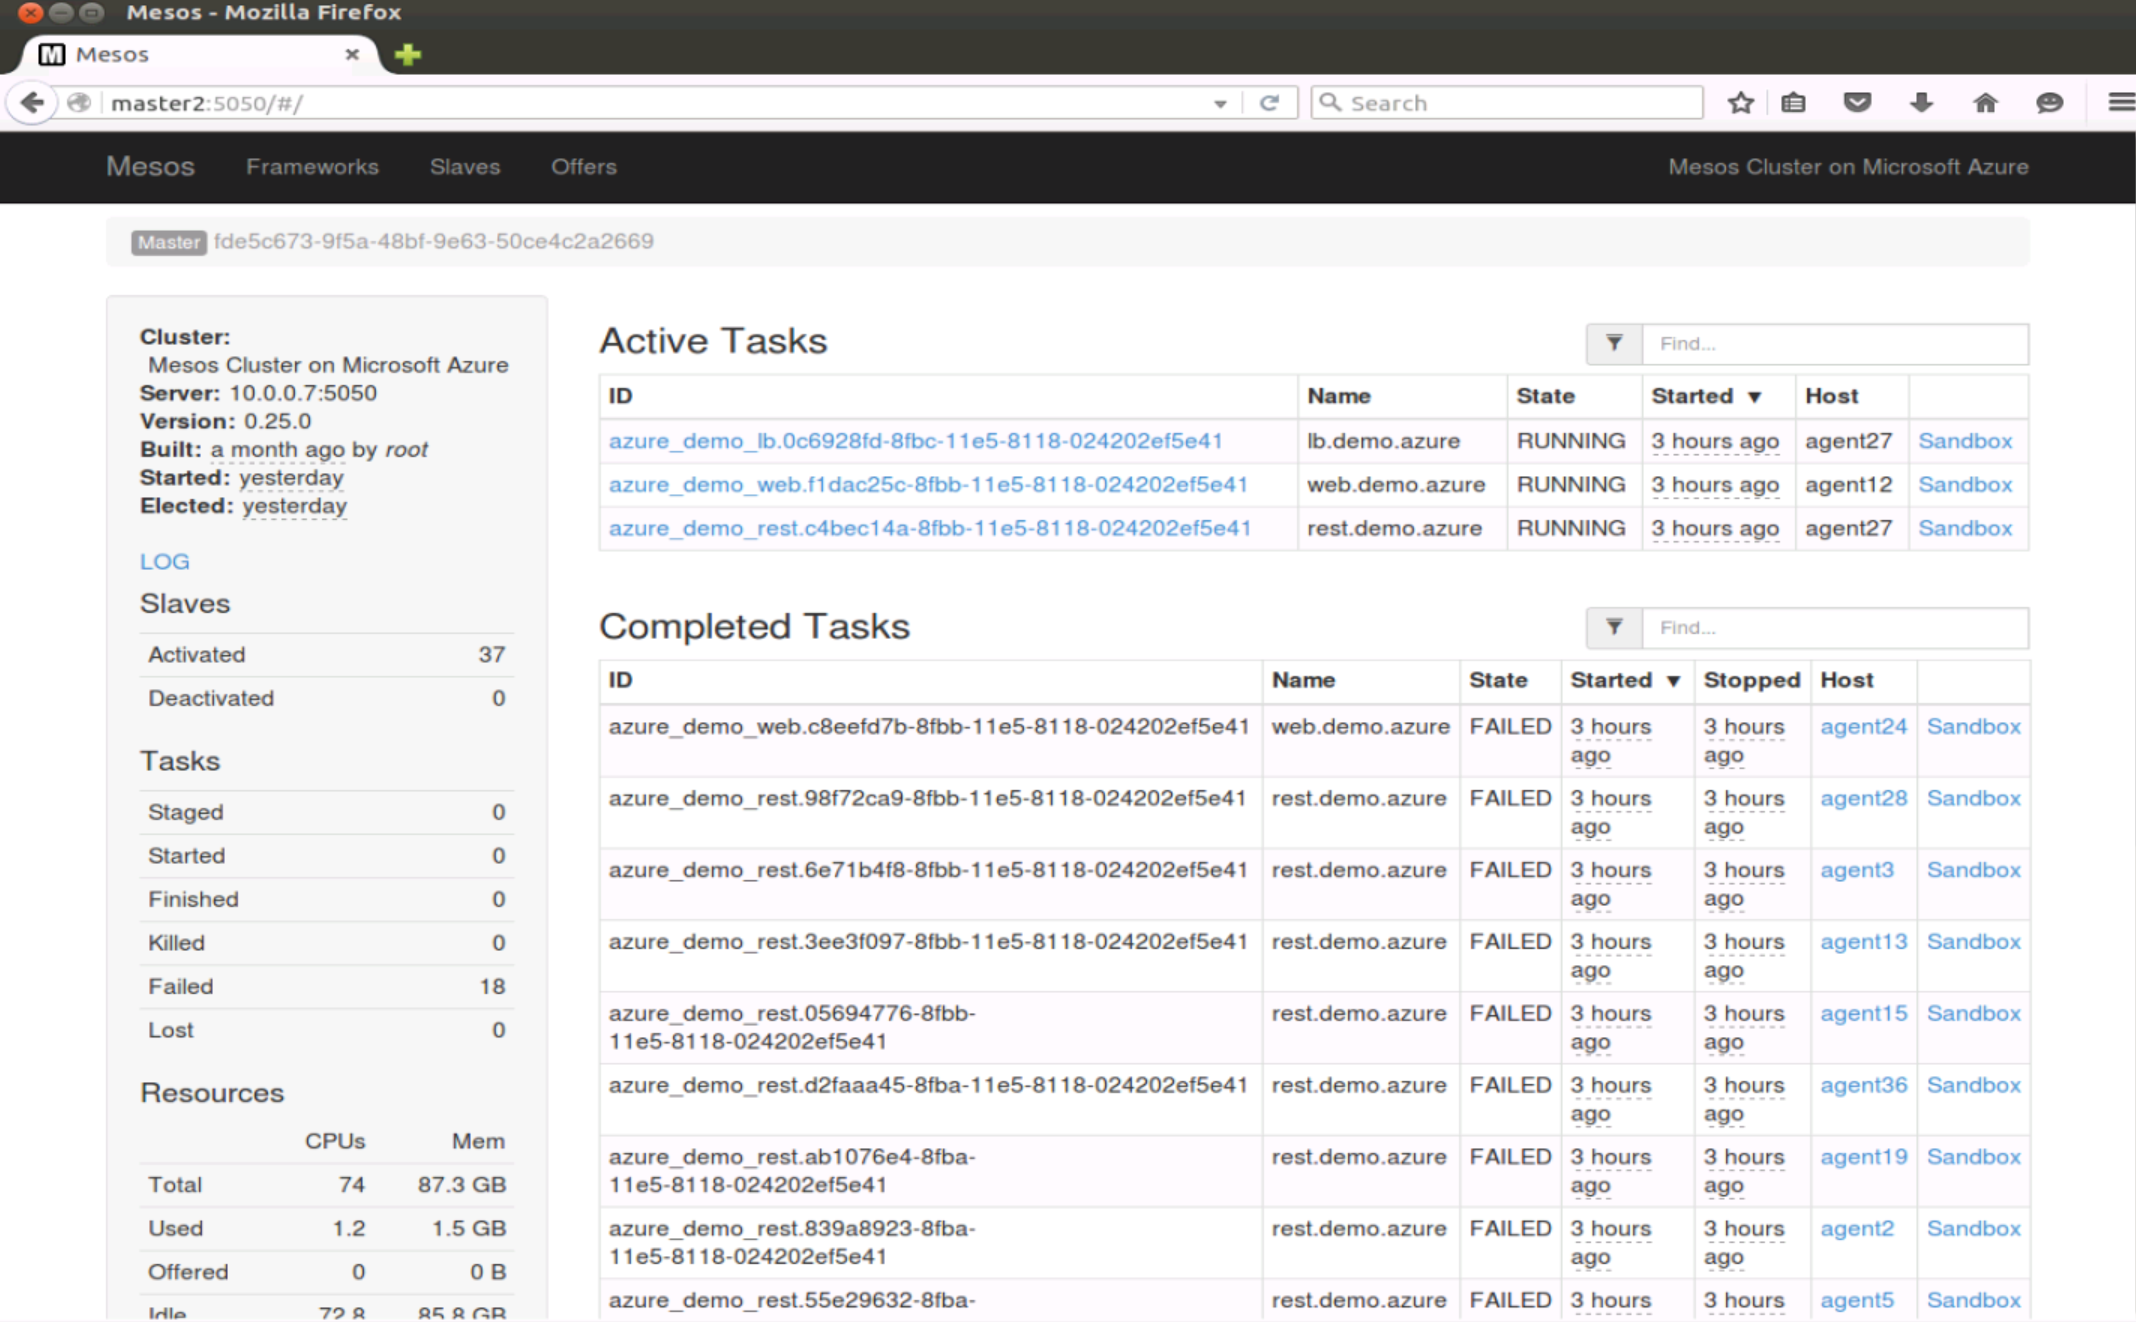 Mesos - Mozilla Firefox
Mesos
master2:5050/#/
Search
Mesos Frameworks Slaves Offers Mesos Cluster on Microsoft Azure
Master fde5c673-9f5a-48bf-9e63-50ce4c2a2669
Cluster:
Mesos Cluster on Microsoft Azure
Server: 10.0.0.7:5050
Version: 0.25.0
Built: a month ago by root
Started: yesterday
Elected: yesterday
LOG
Slaves
Activated 37
Deactivated 0
Tasks
Staged 0
Started 0
Finished 0
Killed 0
Failed 18
Lost 0
Resources
CPUs Mem
Total 74 87.3 GB
Used 1.2 1.5 GB
Offered 0 0 B
Idle 72.8 85.8 GB
Active Tasks
Find...
ID Name State Started ▼ Host
azure_demo_lb.0c6928fd-8fbc-11e5-8118-024202ef5e41 lb.demo.azure RUNNING 3 hours ago agent27 Sandbox
azure_demo_web.f1dac25c-8fbb-11e5-8118-024202ef5e41 web.demo.azure RUNNING 3 hours ago agent12 Sandbox
azure_demo_rest.c4bec14a-8fbb-11e5-8118-024202ef5e41 rest.demo.azure RUNNING 3 hours ago agent27 Sandbox
Completed Tasks
Find...
ID Name State Started ▼ Stopped Host
azure_demo_web.c8eefd7b-8fbb-11e5-8118-024202ef5e41 web.demo.azure FAILED 3 hours 3 hours agent24 Sandbox
ago ago
azure_demo_rest.98f72ca9-8fbb-11e5-8118-024202ef5e41 rest.demo.azure FAILED 3 hours 3 hours agent28 Sandbox
ago ago
azure_demo_rest.6e71b4f8-8fbb-11e5-8118-024202ef5e41 rest.demo.azure FAILED 3 hours 3 hours agent3 Sandbox
ago ago
azure_demo_rest.3ee3f097-8fbb-11e5-8118-024202ef5e41 rest.demo.azure FAILED 3 hours 3 hours agent13 Sandbox
ago ago
azure_demo_rest.05694776-8fbb- rest.demo.azure FAILED 3 hours 3 hours agent15 Sandbox
11e5-8118-024202ef5e41 ago ago
azure_demo_rest.d2faaa45-8fba-11e5-8118-024202ef5e41 rest.demo.azure FAILED 3 hours 3 hours agent36 Sandbox
ago ago
azure_demo_rest.ab1076e4-8fba- rest.demo.azure FAILED 3 hours 3 hours agent19 Sandbox
11e5-8118-024202ef5e41 ago ago
azure_demo_rest.839a8923-8fba- rest.demo.azure FAILED 3 hours 3 hours agent2 Sandbox
11e5-8118-024202ef5e41 ago ago
azure_demo_rest.55e29632-8fba- rest.demo.azure FAILED 3 hours 3 hours agent5 Sandbox